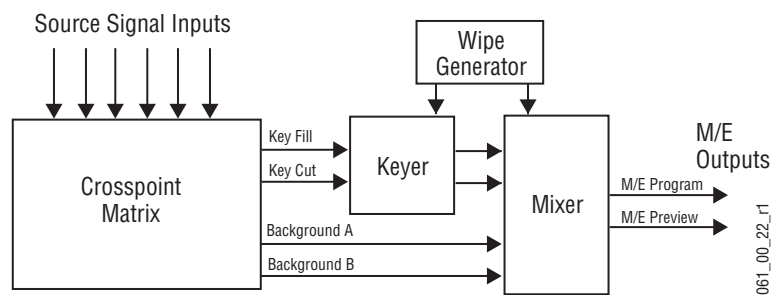 Source Signal Inputs
Wipe
Generator
Key Fill
Key Cut
Keyer
Crosspoint
Matrix
Background A
Background B
Mixer
M/E
Outputs
M/E Program
M/E Preview
061_00_22_r1